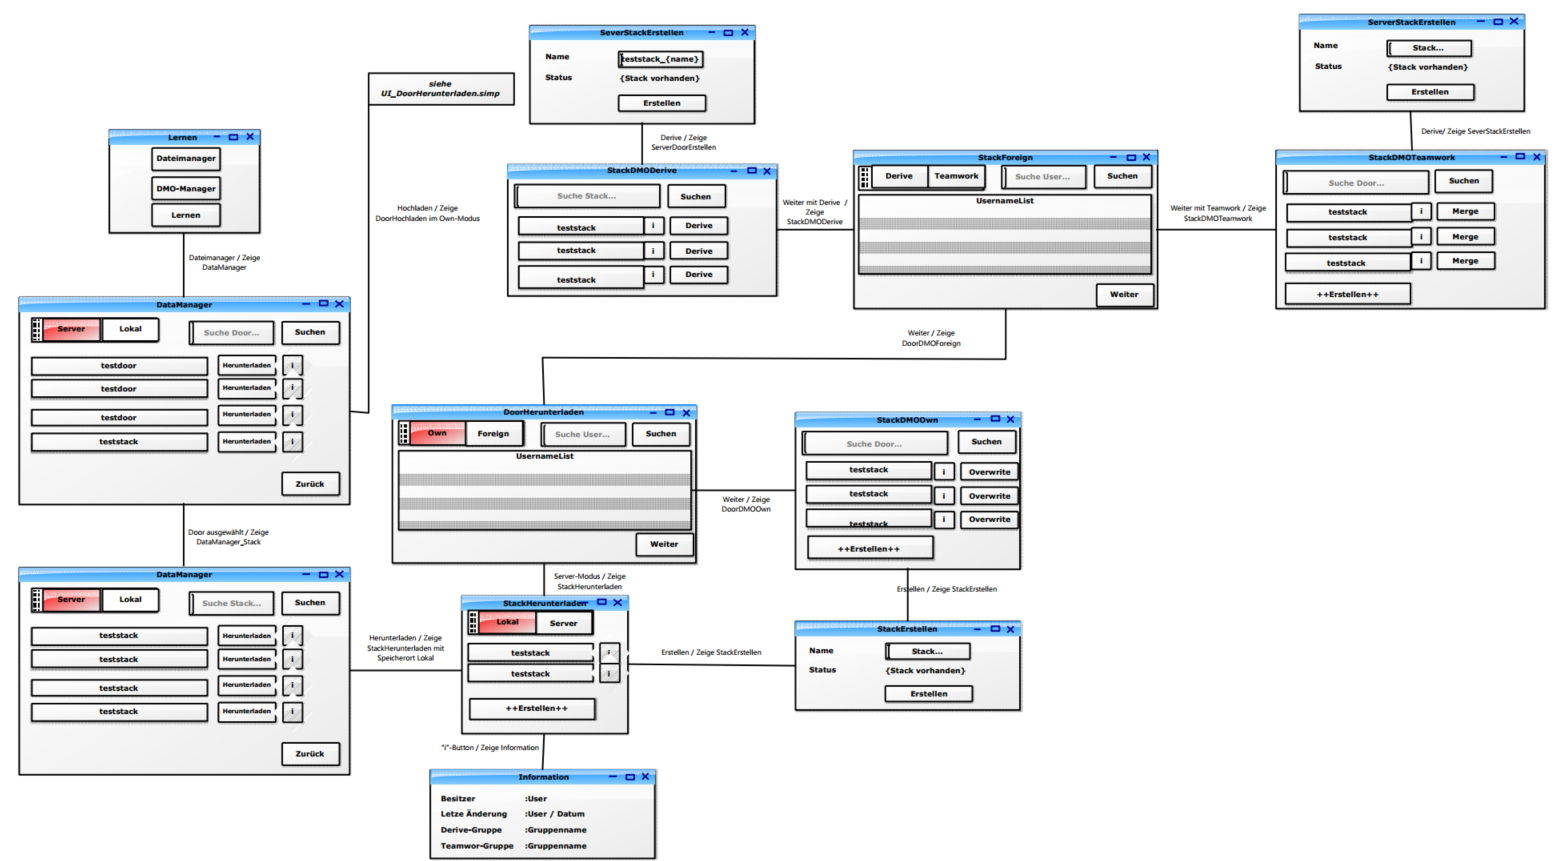 Lernen
Dateimanager
DMO-Manager
Lernen
Dateimanager / Zeige
DataManager
DataManager
Server Lokal Suche Door... Suchen
testdoor Herunterladen i
testdoor Herunterladen i
testdoor Herunterladen i
teststack Herunterladen i
Zurück
Door ausgewählt / Zeige
DataManager_Stack
DataManager
Server Lokal Suche Stack... Suchen
teststack Herunterladen i
teststack Herunterladen i
teststack Herunterladen i
teststack Herunterladen i
Zurück
siehe
UI_DoorHerunterladen.simp
Hochladen / Zeige
DoorHochladen im Own-Modus
SeverStackErstellen
Name teststack_{name}
Status {Stack vorhanden}
Erstellen
Derive / Zeige
ServerDoorErstellen
StackDMODerive
Suche Stack... Suchen
teststack i Derive
teststack i Derive
teststack i Derive
Weiter mit Derive /
Zeige
StackDMODerive
StackForeign
Derive Teamwork Suche User... Suchen
UsernameList
Weiter
Weiter mit Teamwork / Zeige
StackDMOTeamwork
ServerStackErstellen
Name Stack...
Status {Stack vorhanden}
Erstellen
Derive/ Zeige SeverStackErstellen
StackDMOTeamwork
Suche Door... Suchen
teststack i Merge
teststack i Merge
teststack i Merge
++Erstellen++
Weiter / Zeige
DoorDMOForeign
DoorHerunterladen
Own Foreign Suche User... Suchen
UsernameList
Weiter
Weiter / Zeige
DoorDMOOwn
StackDMOOwn
Suche Door... Suchen
teststack i Overwrite
teststack i Overwrite
teststack i Overwrite
++Erstellen++
Erstellen / Zeige StackErstellen
StackErstellen
Name Stack...
Status {Stack vorhanden}
Erstellen
Server-Modus / Zeige
StackHerunterladen
StackHerunterladen
Lokal Server
teststack i
teststack i
++Erstellen++
Erstellen / Zeige StackErstellen
Herunterladen / Zeige
StackHerunterladen mit
Speicherort Lokal
"i"-Button / Zeige Information
Information
Besitzer :User
Letze Änderung :User / Datum
Derive-Gruppe :Gruppenname
Teamwor-Gruppe :Gruppenname